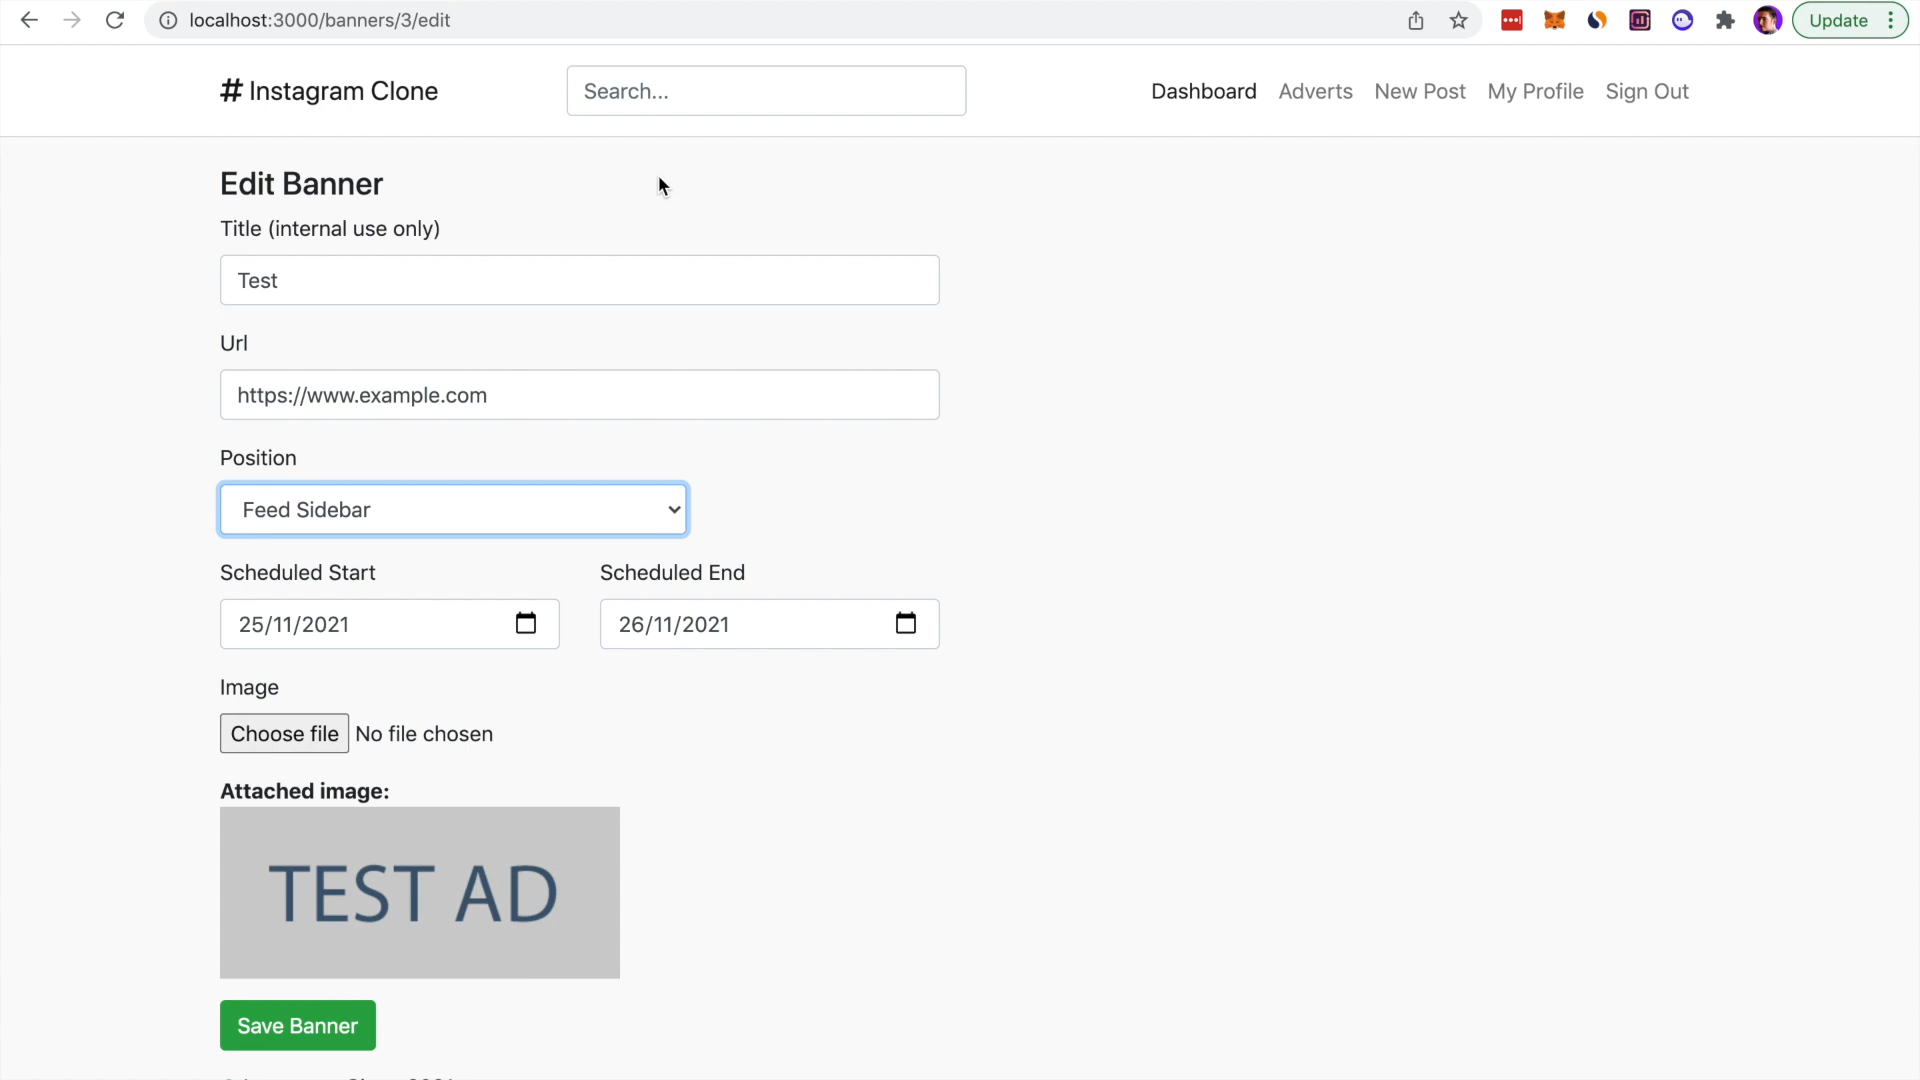 localhost:3000/banners/3/edit
Update
# Instagram Clone
Search...
Dashboard
Adverts
New Post
My Profile
Sign Out
Edit Banner
Title (internal use only)
Test
Url
https://www.example.com
Position
Feed Sidebar
Scheduled Start
Scheduled End
25/11/2021
26/11/2021
Image
Choose file No file chosen
Attached image:
TEST AD
Save Banner